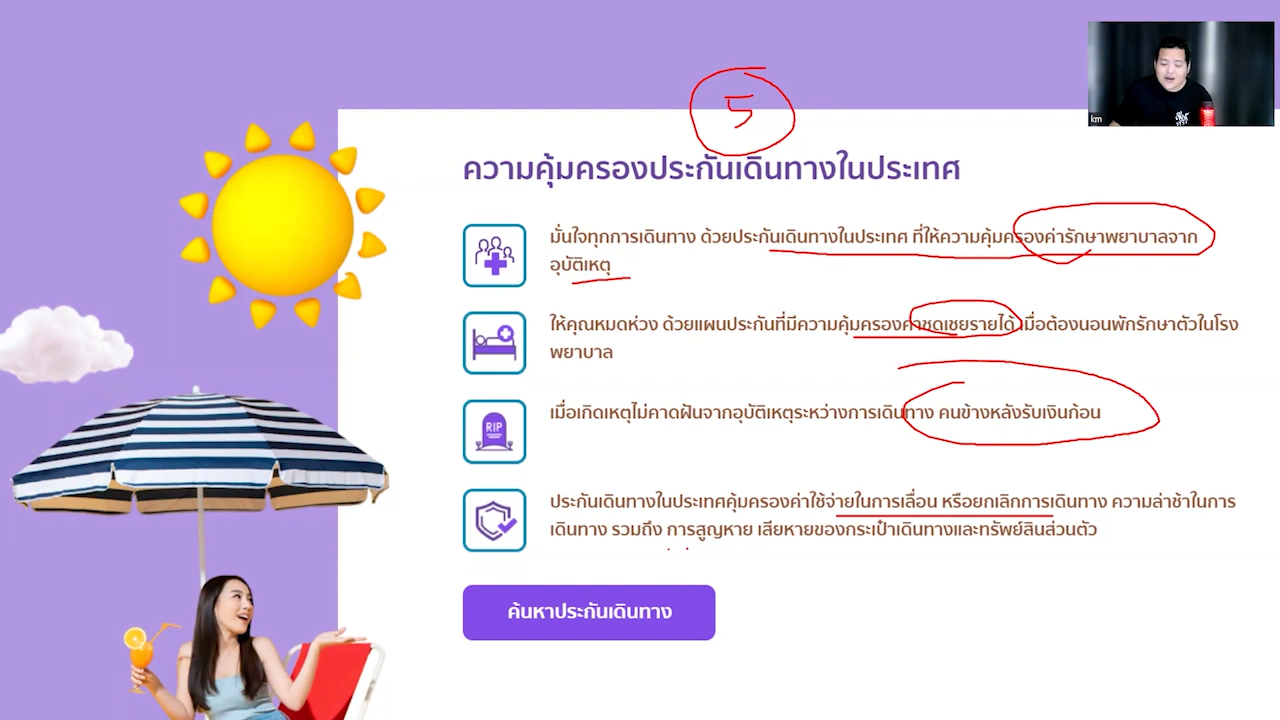 km
5
ความคุ้มครองประกันเดินทางในประเทศ
มั่นใจทุกการเดินทาง ด้วยประกันเดินทางในประเทศ ที่ให้ความคุ้มครองค่ารักษาพยาบาลจาก
อุบัติเหตุ
ให้คุณหมดห่วง ด้วยแผนประกันที่มีความคุ้มครองค่าชดเชยรายได้ เมื่อต้องนอนพักรักษาตัวในโรง
พยาบาล
RIP
เมื่อเกิดเหตุไม่คาดฝันจากอุบัติเหตุระหว่างการเดินทาง คนข้างหลังรับเงินก้อน
ประกันเดินทางในประเทศคุ้มครองค่าใช้จ่ายในการเลื่อน หรือยกเลิกการเดินทาง ความล่าช้าในการ
เดินทาง รวมถึง การสูญหาย เสียหายของกระเป๋าเดินทางและทรัพย์สินส่วนตัว
ค้นหาประกันเดินทาง